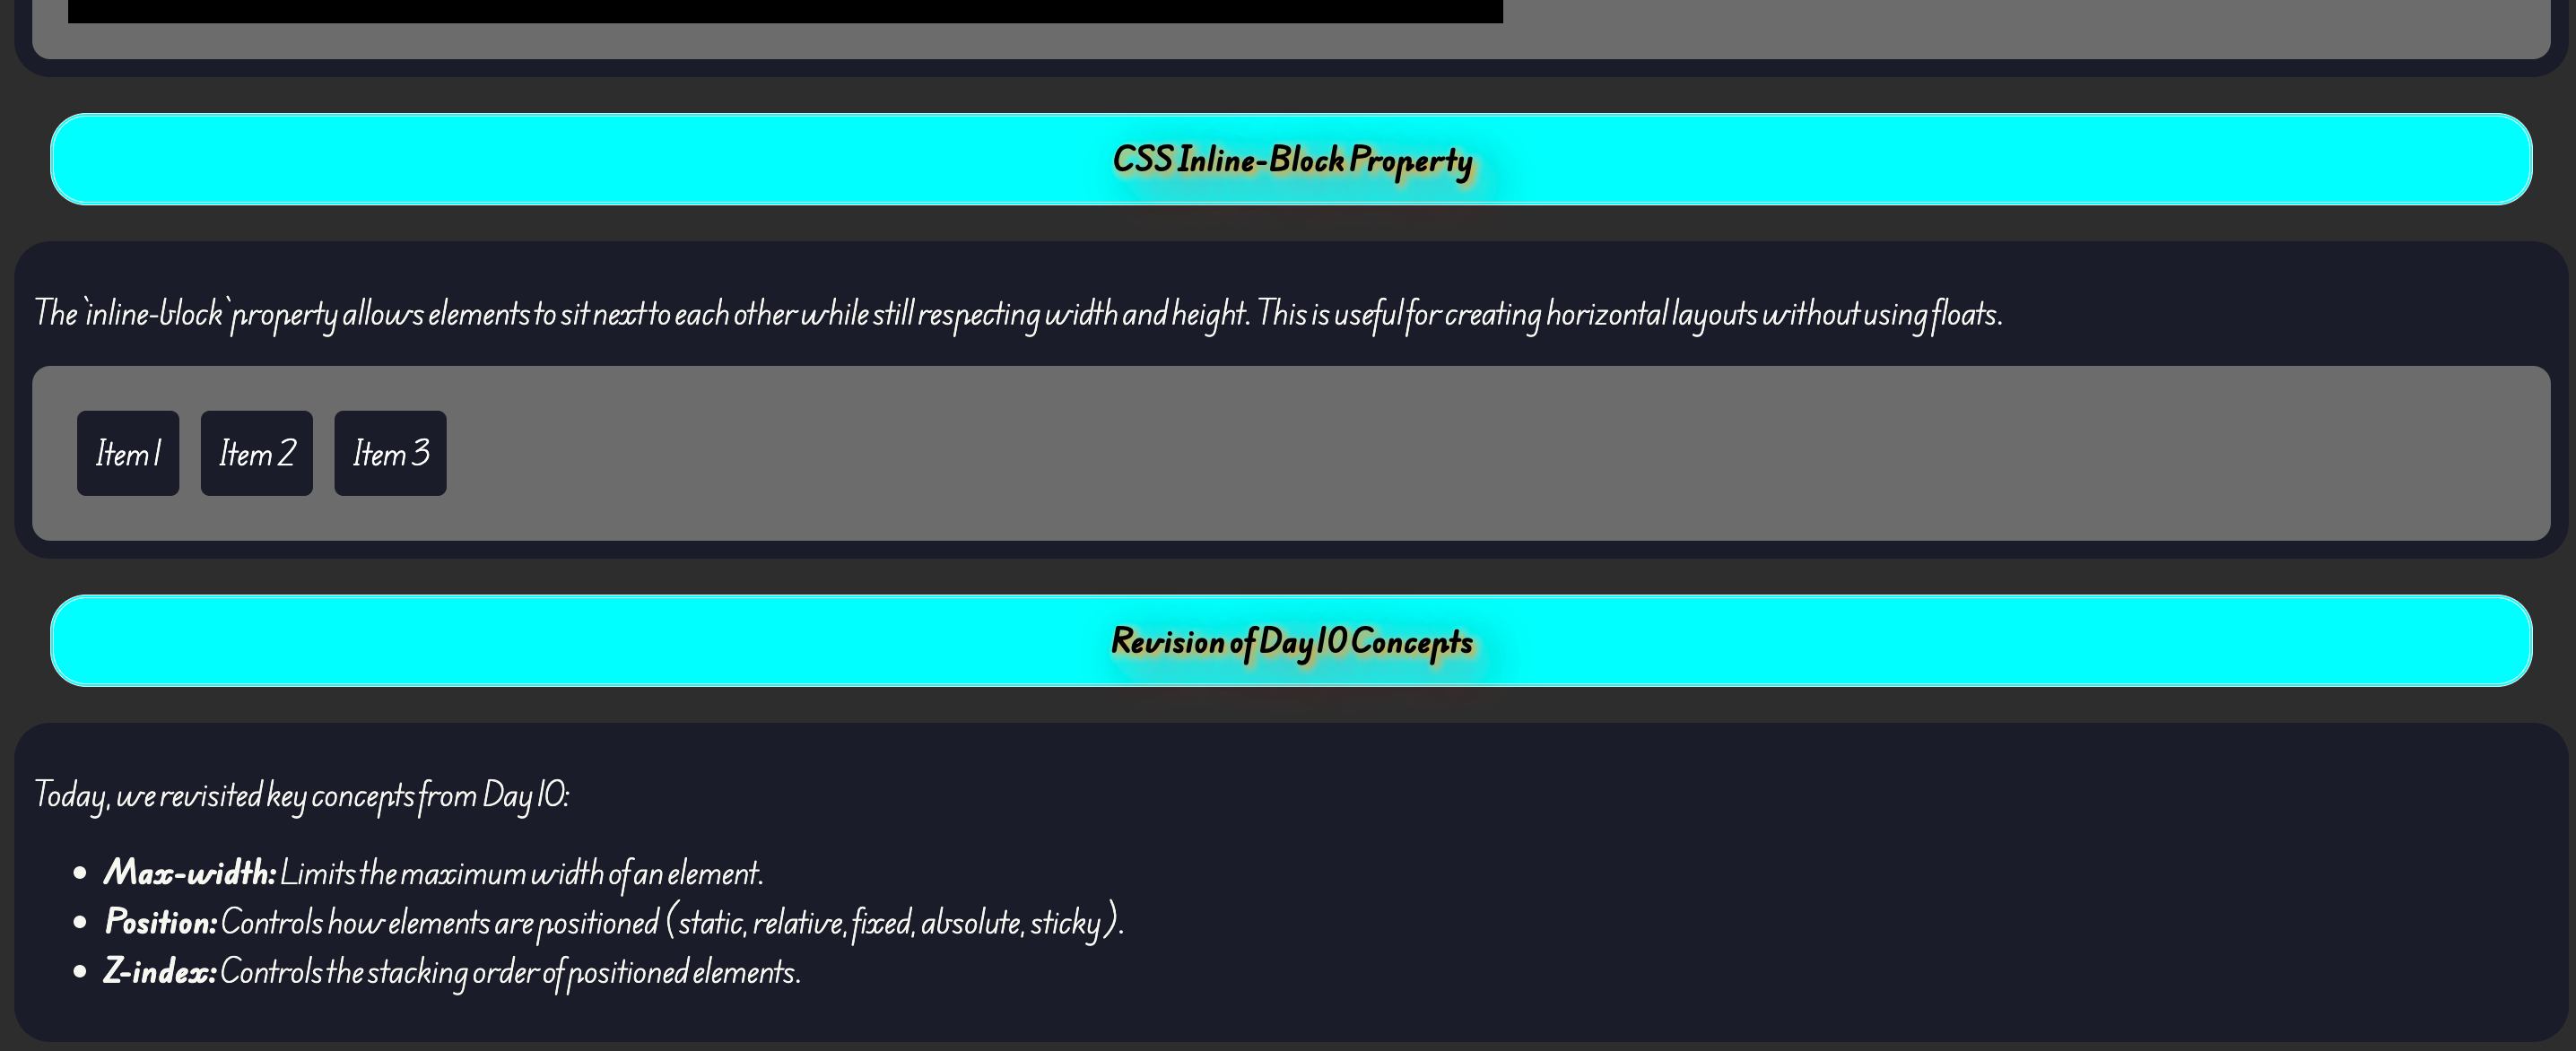 CSS Inline-Block Property
The `inline-block` property allows elements to sit next to each other while still respecting width and height. This is useful for creating horizontal layouts without using floats.
Item 1 Item 2 Item 3
Revision of Day 10 Concepts
Today, we revisited key concepts from Day 10:
• Max-width: Limits the maximum width of an element.
• Position: Controls how elements are positioned (static, relative, fixed, absolute, sticky).
• Z-index: Controls the stacking order of positioned elements.